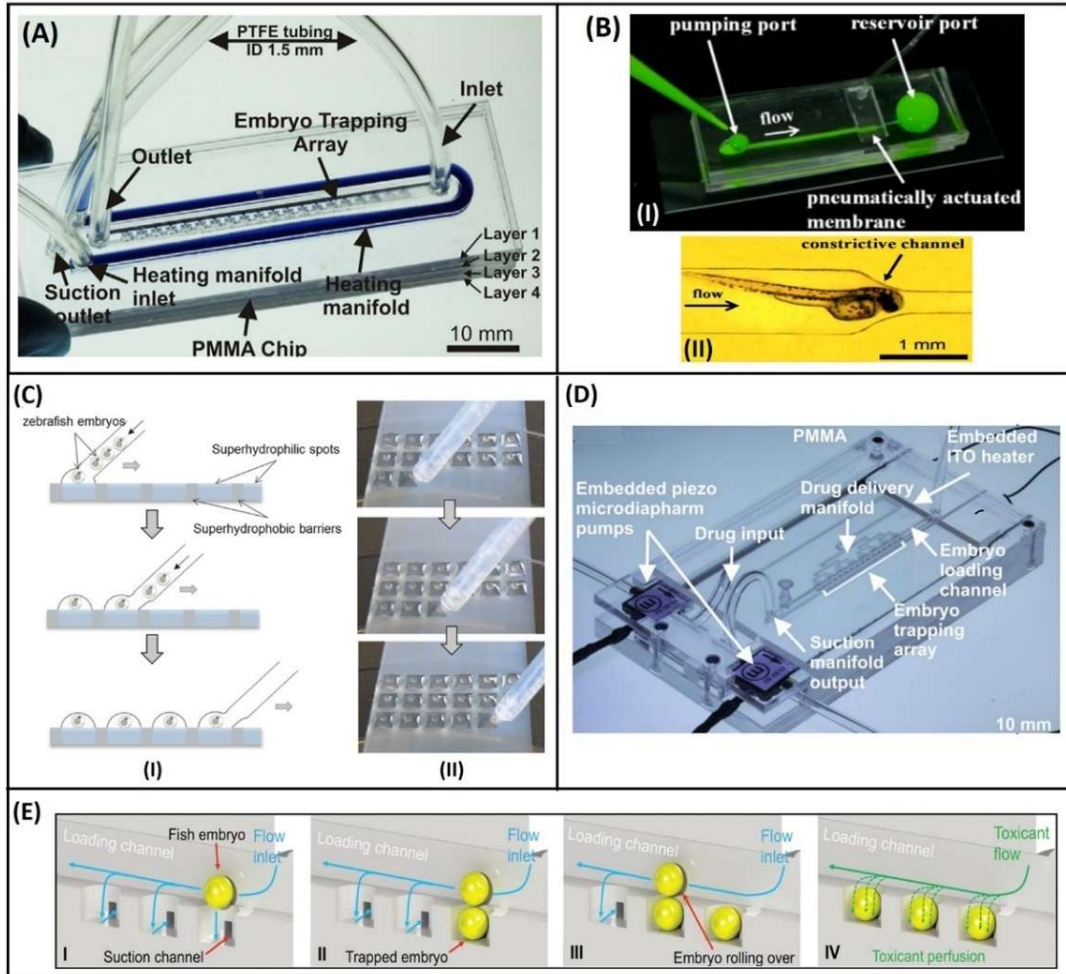 (A)
PTFE tubing
ID 1.5 mm
Inlet
Embryo Trapping
Array
Outlet
Layer 1
Layer 2
Layer 3
Layer 4
Heating manifold
inlet
Suction
outlet
Heating
manifold
PMMA Chip
10 mm
(B)
pumping port
reservoir port
flow
pneumatically actuated
membrane
(I)
constrictive channel
flow
(II)
1 mm
(C)
zebrafish embryos
Superhydrophilic spots
Superhydrophobic barriers
(I)
(II)
(D)
PMMA
Embedded
ITO heater
Embedded piezo
microdiapharm
pumps
Drug delivery
manifold
Drug input
Embryo
loading
channel
Embryo
trapping
array
Suction
manifold
output
10 mm
(E)
Loading channel
Fish embryo
Flow
inlet
I
Suction channel
Loading channel
Flow
inlet
II
Trapped embryo
Loading channel
Flow
inlet
III
Embryo rolling over
Loading channel
Toxicant
flow
IV
Toxicant perfusion